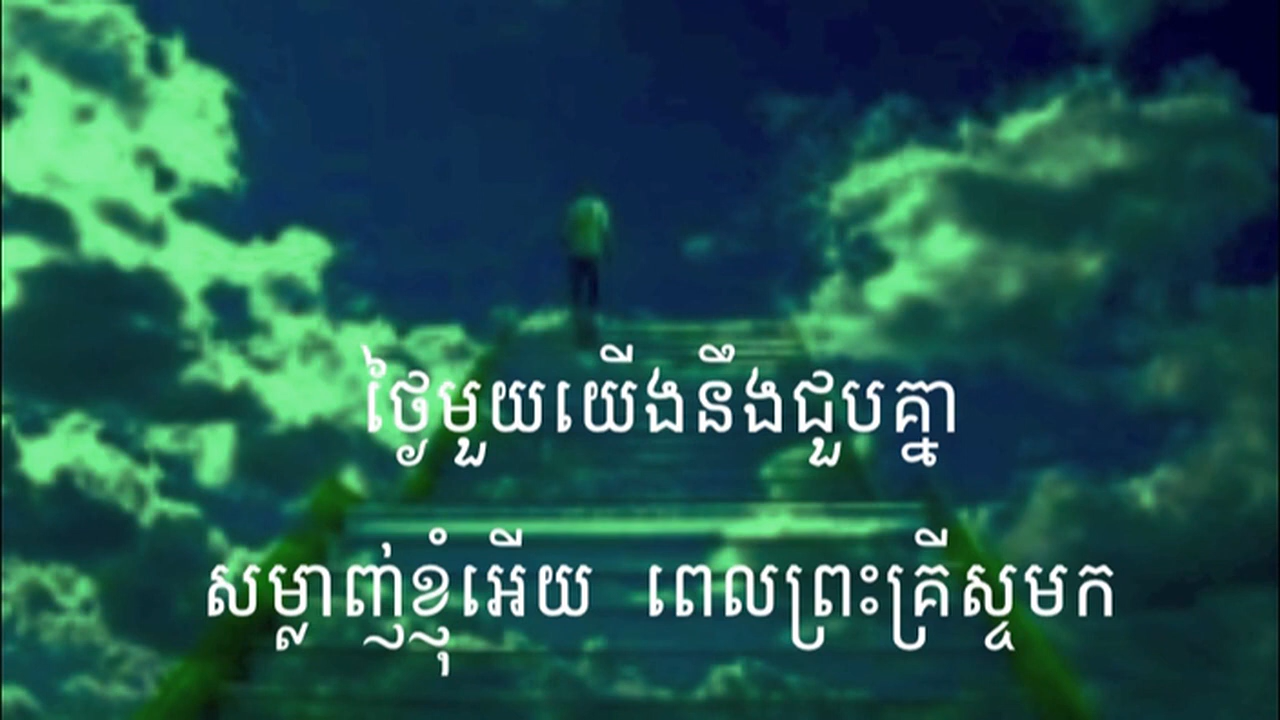 ថ្ងៃមួយយើងនឹងជួបគ្នា
សម្លាញ់ខ្ញុំអើយ ពេលព្រះគ្រីស្ទមក